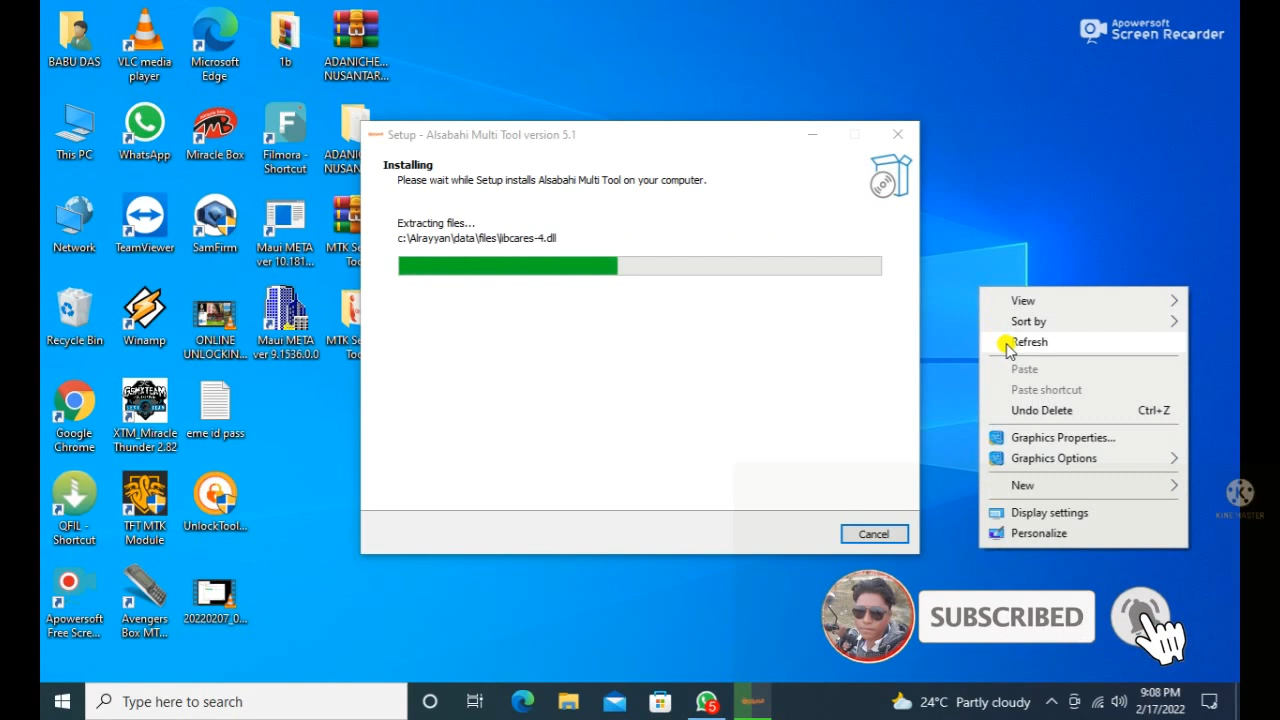 Apowersoft
Screen Recorder
BABU DAS
VLC media
player
Microsoft
Edge
1b
ADANICHE...
NUSANTAR...
This PC
WhatsApp
Miracle Box
Filmora -
Shortcut
ADANI
NUSAN
Network
TeamViewer
SamFirm
Maui META
ver 10.181...
MTK Se
Too
Recycle Bin
Winamp
ONLINE
UNLOCKIN...
Maui META
ver 9.1536.0.0
MTK Se
Too
Google
Chrome
GSMXTEAM
XTM_Miracle
Thunder 2.82
eme id pass
QFIL -
Shortcut
TFT MTK
Module
UnlockTool...
Apowersoft
Free Scre...
Avengers
Box MT...
20220207_0...
Setup - Alsabahi Multi Tool version 5.1
Installing
Please wait while Setup installs Alsabahi Multi Tool on your computer.
Extracting files...
c:\Alrayyan\data\files\libcares-4.dll
Cancel
View
Sort by
Refresh
Paste
Paste shortcut
Undo Delete Ctrl+Z
Graphics Properties...
Graphics Options
New
Display settings
Personalize
KINEMASTER
SUBSCRIBED
Type here to search
5
24°C Partly cloudy
9:08 PM
2/17/2022